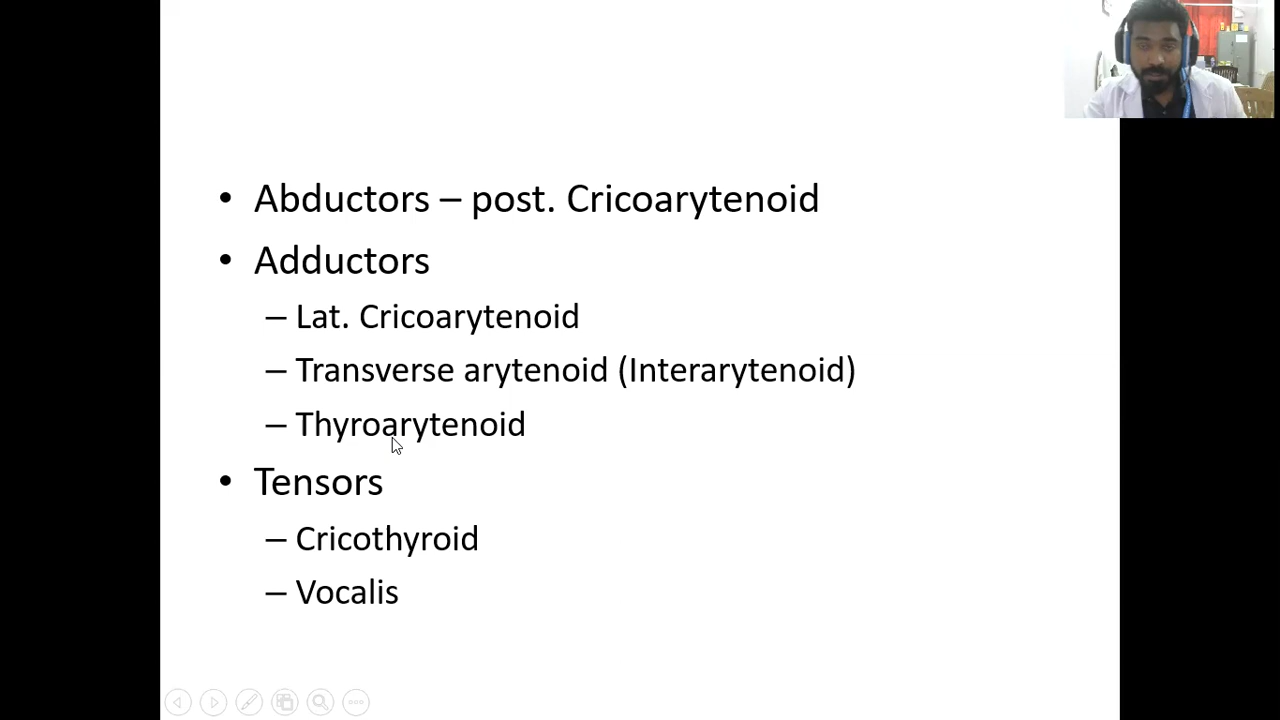 • Abductors – post. Cricoarytenoid
• Adductors
– Lat. Cricoarytenoid
– Transverse arytenoid (Interarytenoid)
– Thyroarytenoid
• Tensors
– Cricothyroid
– Vocalis